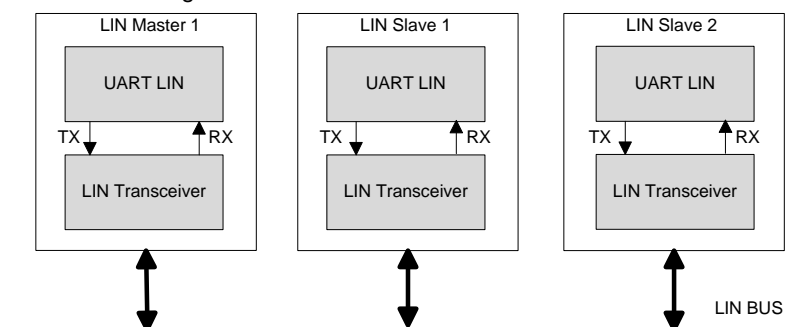 LIN Master 1 LIN Slave 1 LIN Slave 2
UART LIN UART LIN UART LIN
TX RX TX RX TX RX
LIN Transceiver LIN Transceiver LIN Transceiver
LIN BUS